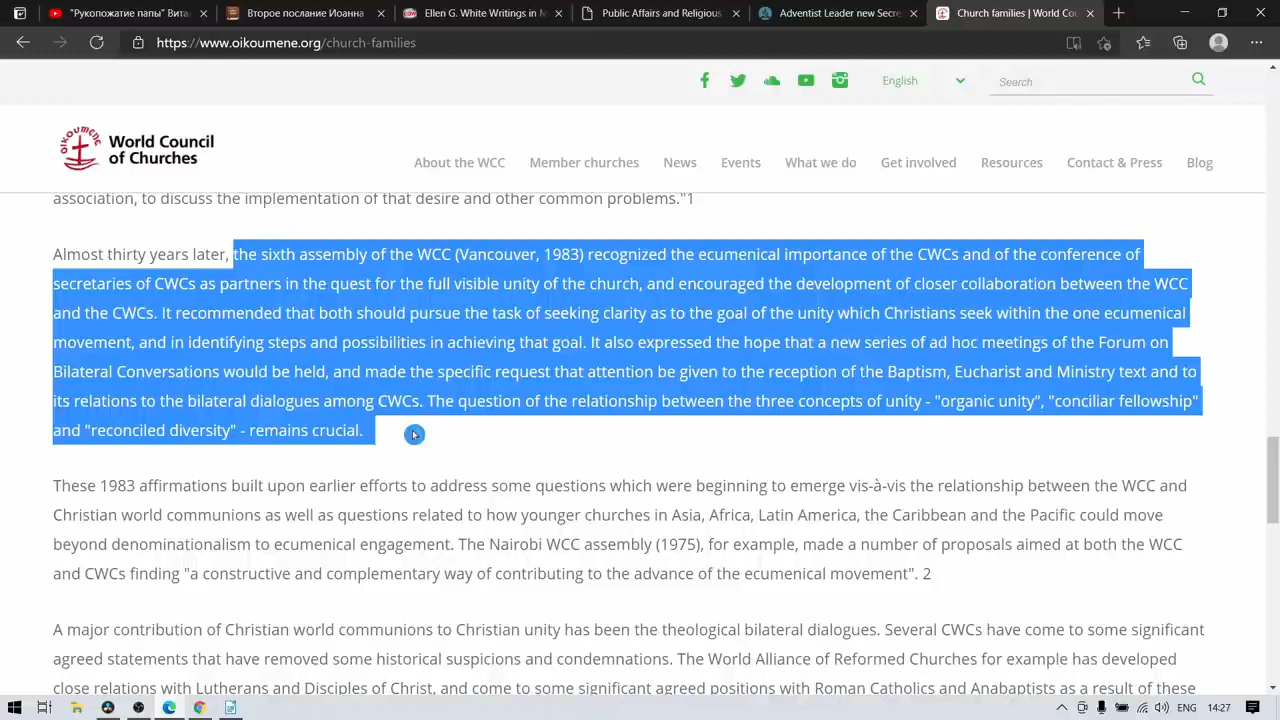 "Рукопожатие папы" Вита
Второе послание Иоанна
Ellen G. White Writings in N
Public Affairs and Religious
Adventist Leader new Secre
Church families | World Cou
https://www.oikoumene.org/church-families
English
Search
OIKOUMENE
World Council
of Churches
About the WCC
Member churches
News
Events
What we do
Get involved
Resources
Contact & Press
Blog
association, to discuss the implementation of that desire and other common problems."1
Almost thirty years later, the sixth assembly of the WCC (Vancouver, 1983) recognized the ecumenical importance of the CWCs and of the conference of
secretaries of CWCs as partners in the quest for the full visible unity of the church, and encouraged the development of closer collaboration between the WCC
and the CWCs. It recommended that both should pursue the task of seeking clarity as to the goal of the unity which Christians seek within the one ecumenical
movement, and in identifying steps and possibilities in achieving that goal. It also expressed the hope that a new series of ad hoc meetings of the Forum on
Bilateral Conversations would be held, and made the specific request that attention be given to the reception of the Baptism, Eucharist and Ministry text and to
its relations to the bilateral dialogues among CWCs. The question of the relationship between the three concepts of unity - "organic unity", "conciliar fellowship"
and "reconciled diversity" - remains crucial.
These 1983 affirmations built upon earlier efforts to address some questions which were beginning to emerge vis-à-vis the relationship between the WCC and
Christian world communions as well as questions related to how younger churches in Asia, Africa, Latin America, the Caribbean and the Pacific could move
beyond denominationalism to ecumenical engagement. The Nairobi WCC assembly (1975), for example, made a number of proposals aimed at both the WCC
and CWCs finding "a constructive and complementary way of contributing to the advance of the ecumenical movement". 2
A major contribution of Christian world communions to Christian unity has been the theological bilateral dialogues. Several CWCs have come to some significant
agreed statements that have removed some historical suspicions and condemnations. The World Alliance of Reformed Churches for example has developed
close relations with Lutherans and Disciples of Christ, and come to some significant agreed positions with Roman Catholics and Anabaptists as a result of these
ENG
14:27